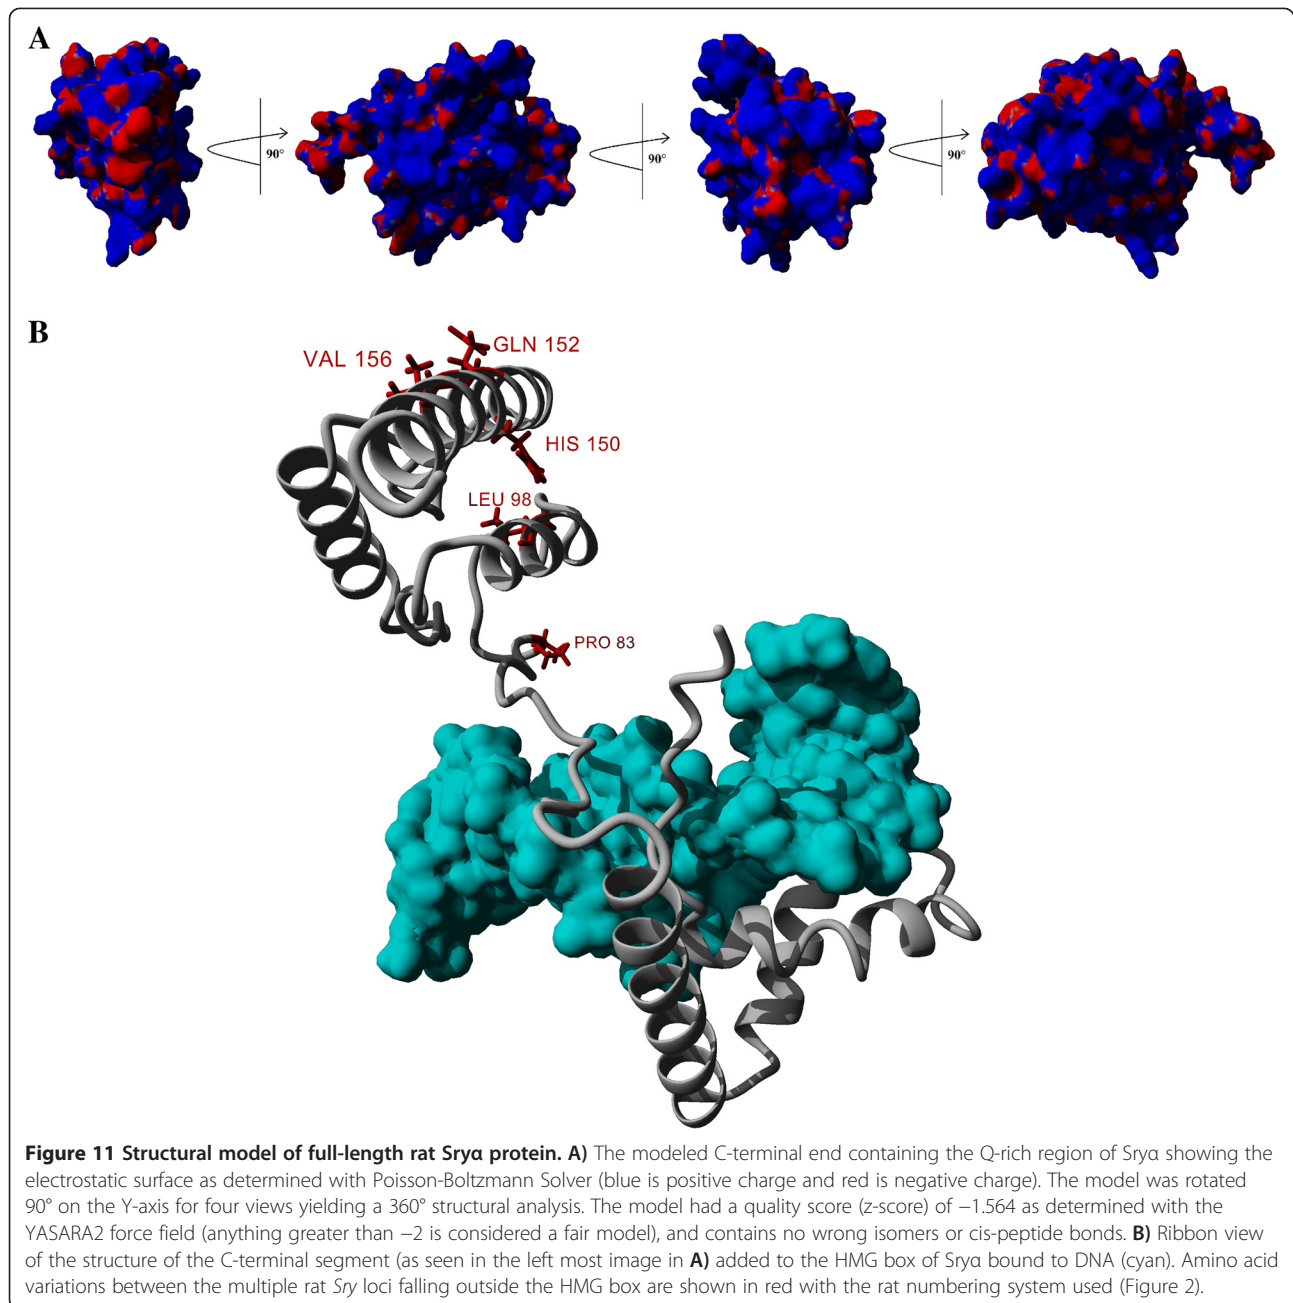 A
90°
90°
90°
B
VAL 156
GLN 152
HIS 150
LEU 98
PRO 83
Figure 11 Structural model of full-length rat Sryα protein. A) The modeled C-terminal end containing the Q-rich region of Sryα showing the
electrostatic surface as determined with Poisson-Boltzmann Solver (blue is positive charge and red is negative charge). The model was rotated
90° on the Y-axis for four views yielding a 360° structural analysis. The model had a quality score (z-score) of −1.564 as determined with the
YASARA2 force field (anything greater than −2 is considered a fair model), and contains no wrong isomers or cis-peptide bonds. B) Ribbon view
of the structure of the C-terminal segment (as seen in the left most image in A) added to the HMG box of Sryα bound to DNA (cyan). Amino acid
variations between the multiple rat Sry loci falling outside the HMG box are shown in red with the rat numbering system used (Figure 2).